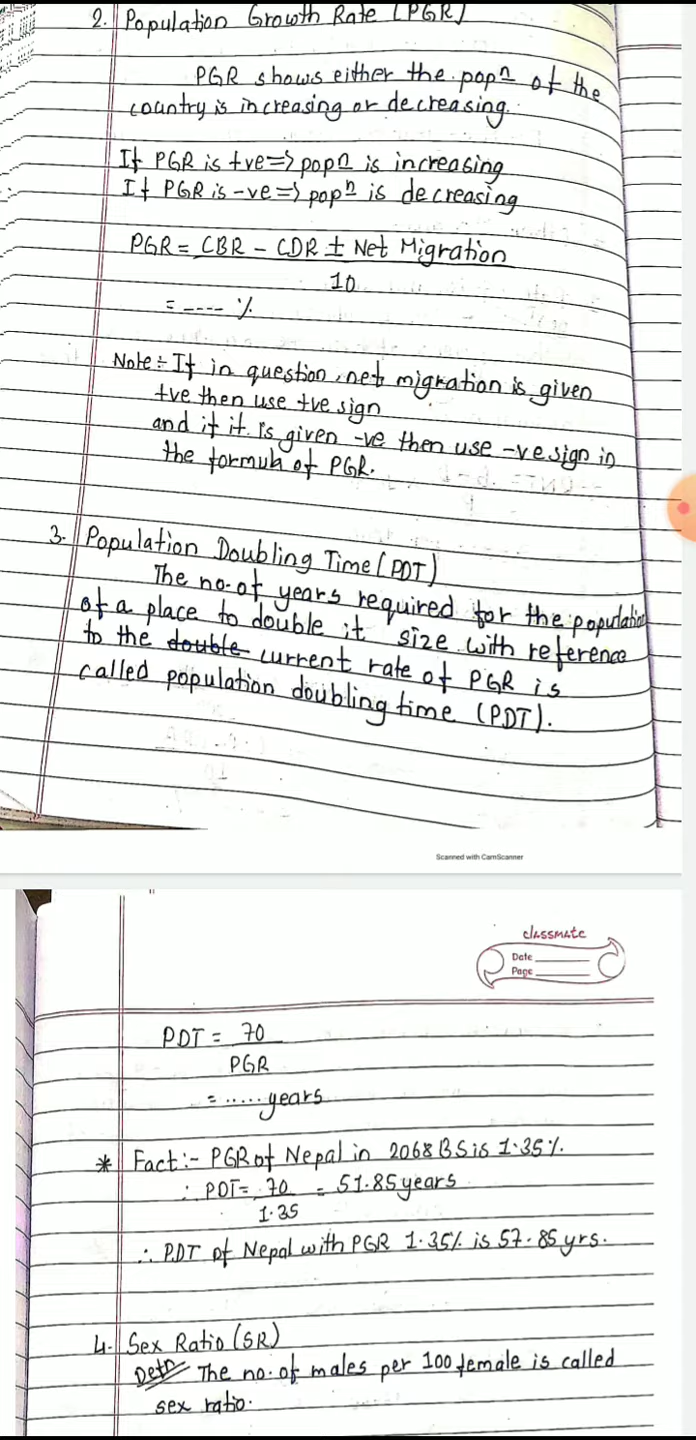 2. Population Growth Rate (PGR)
PGR shows either the popn of the
country is increasing or decreasing.
If PGR is +ve => popn is increasing
If PGR is -ve => popn is decreasing
PGR = CBR - CDR ± Net Migration
10
= ---- %
Note:- If in question, net migration is given
+ve then use +ve sign
and if it is given -ve then use -ve sign in
the formula of PGR.
3. Population Doubling Time (PDT)
The no. of years required for the population
of a place to double it size with reference
to the double current rate of PGR is
called population doubling time (PDT).
Scanned with CamScanner
classmate
Date
Page
PDT = 70
PGR
= ..... years
* Fact:- PGR of Nepal in 2068 BS is 1.35%.
∴ PDT = 70 = 51.85 years
1.35
∴ PDT of Nepal with PGR 1.35% is 57.85 yrs.
4. Sex Ratio (SR)
Defn The no. of males per 100 female is called
sex ratio.